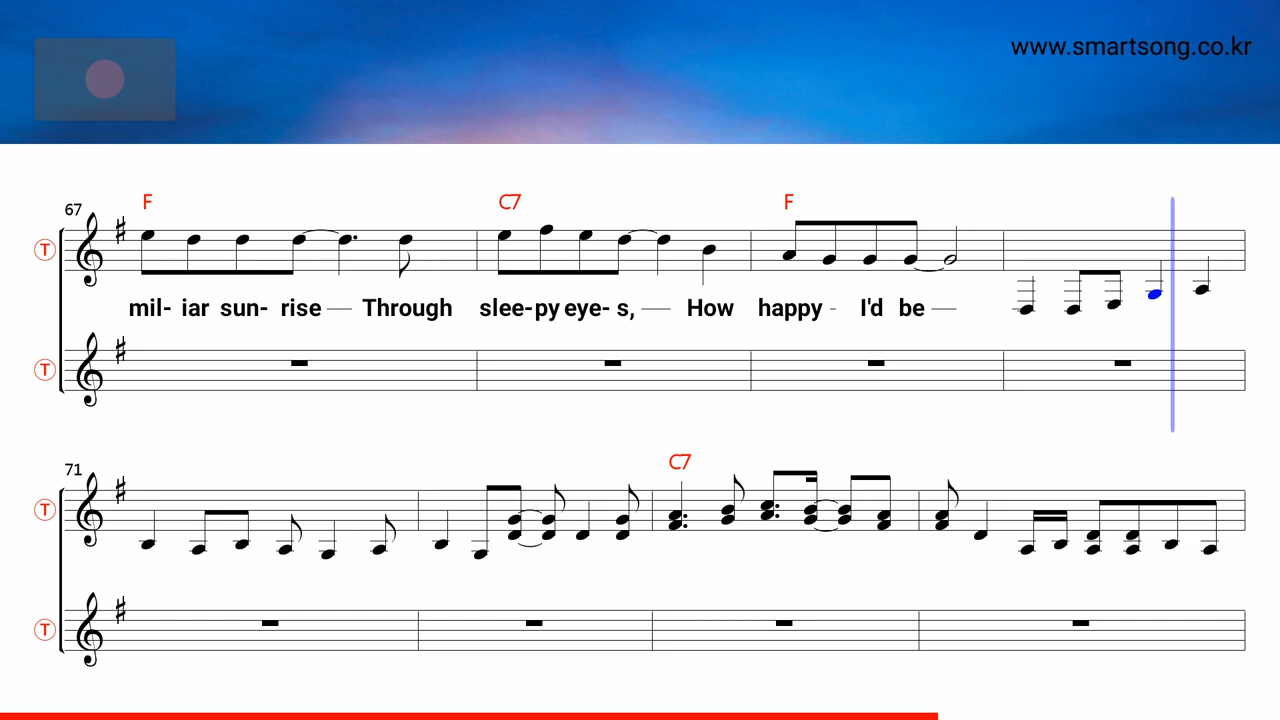 www.smartsong.co.kr
67 F C7 F
T
mil- iar sun- rise — Through slee- py eye- s, — How happy - I'd be —
T
71 C7
T
T